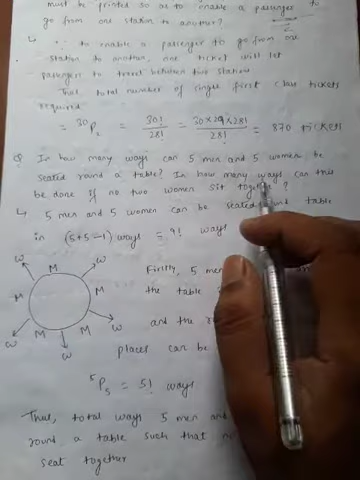 must be printed so as to enable a passenger to
go from one station to another?
↳ ∴ to enable a passenger to go from one
station to another, one ticket will let
passengers to travel between two stations
Thus, total number of single first class tickets
required
= ³⁰P₂ = 30!/28! = 30×29×28!/28! = 870 tickets
Q In how many ways can 5 men and 5 women be
seated round a table? In how many ways can this
be done if no two women sit together?
↳ 5 men and 5 women can be seated table
in (5+5-1) ways = 9! ways
W M W Firstly, 5 men
M M the table
W M M W and the
W places can be
⁵P₅ = 5! ways
Thus, total ways 5 men and
round a table such that no
seat together